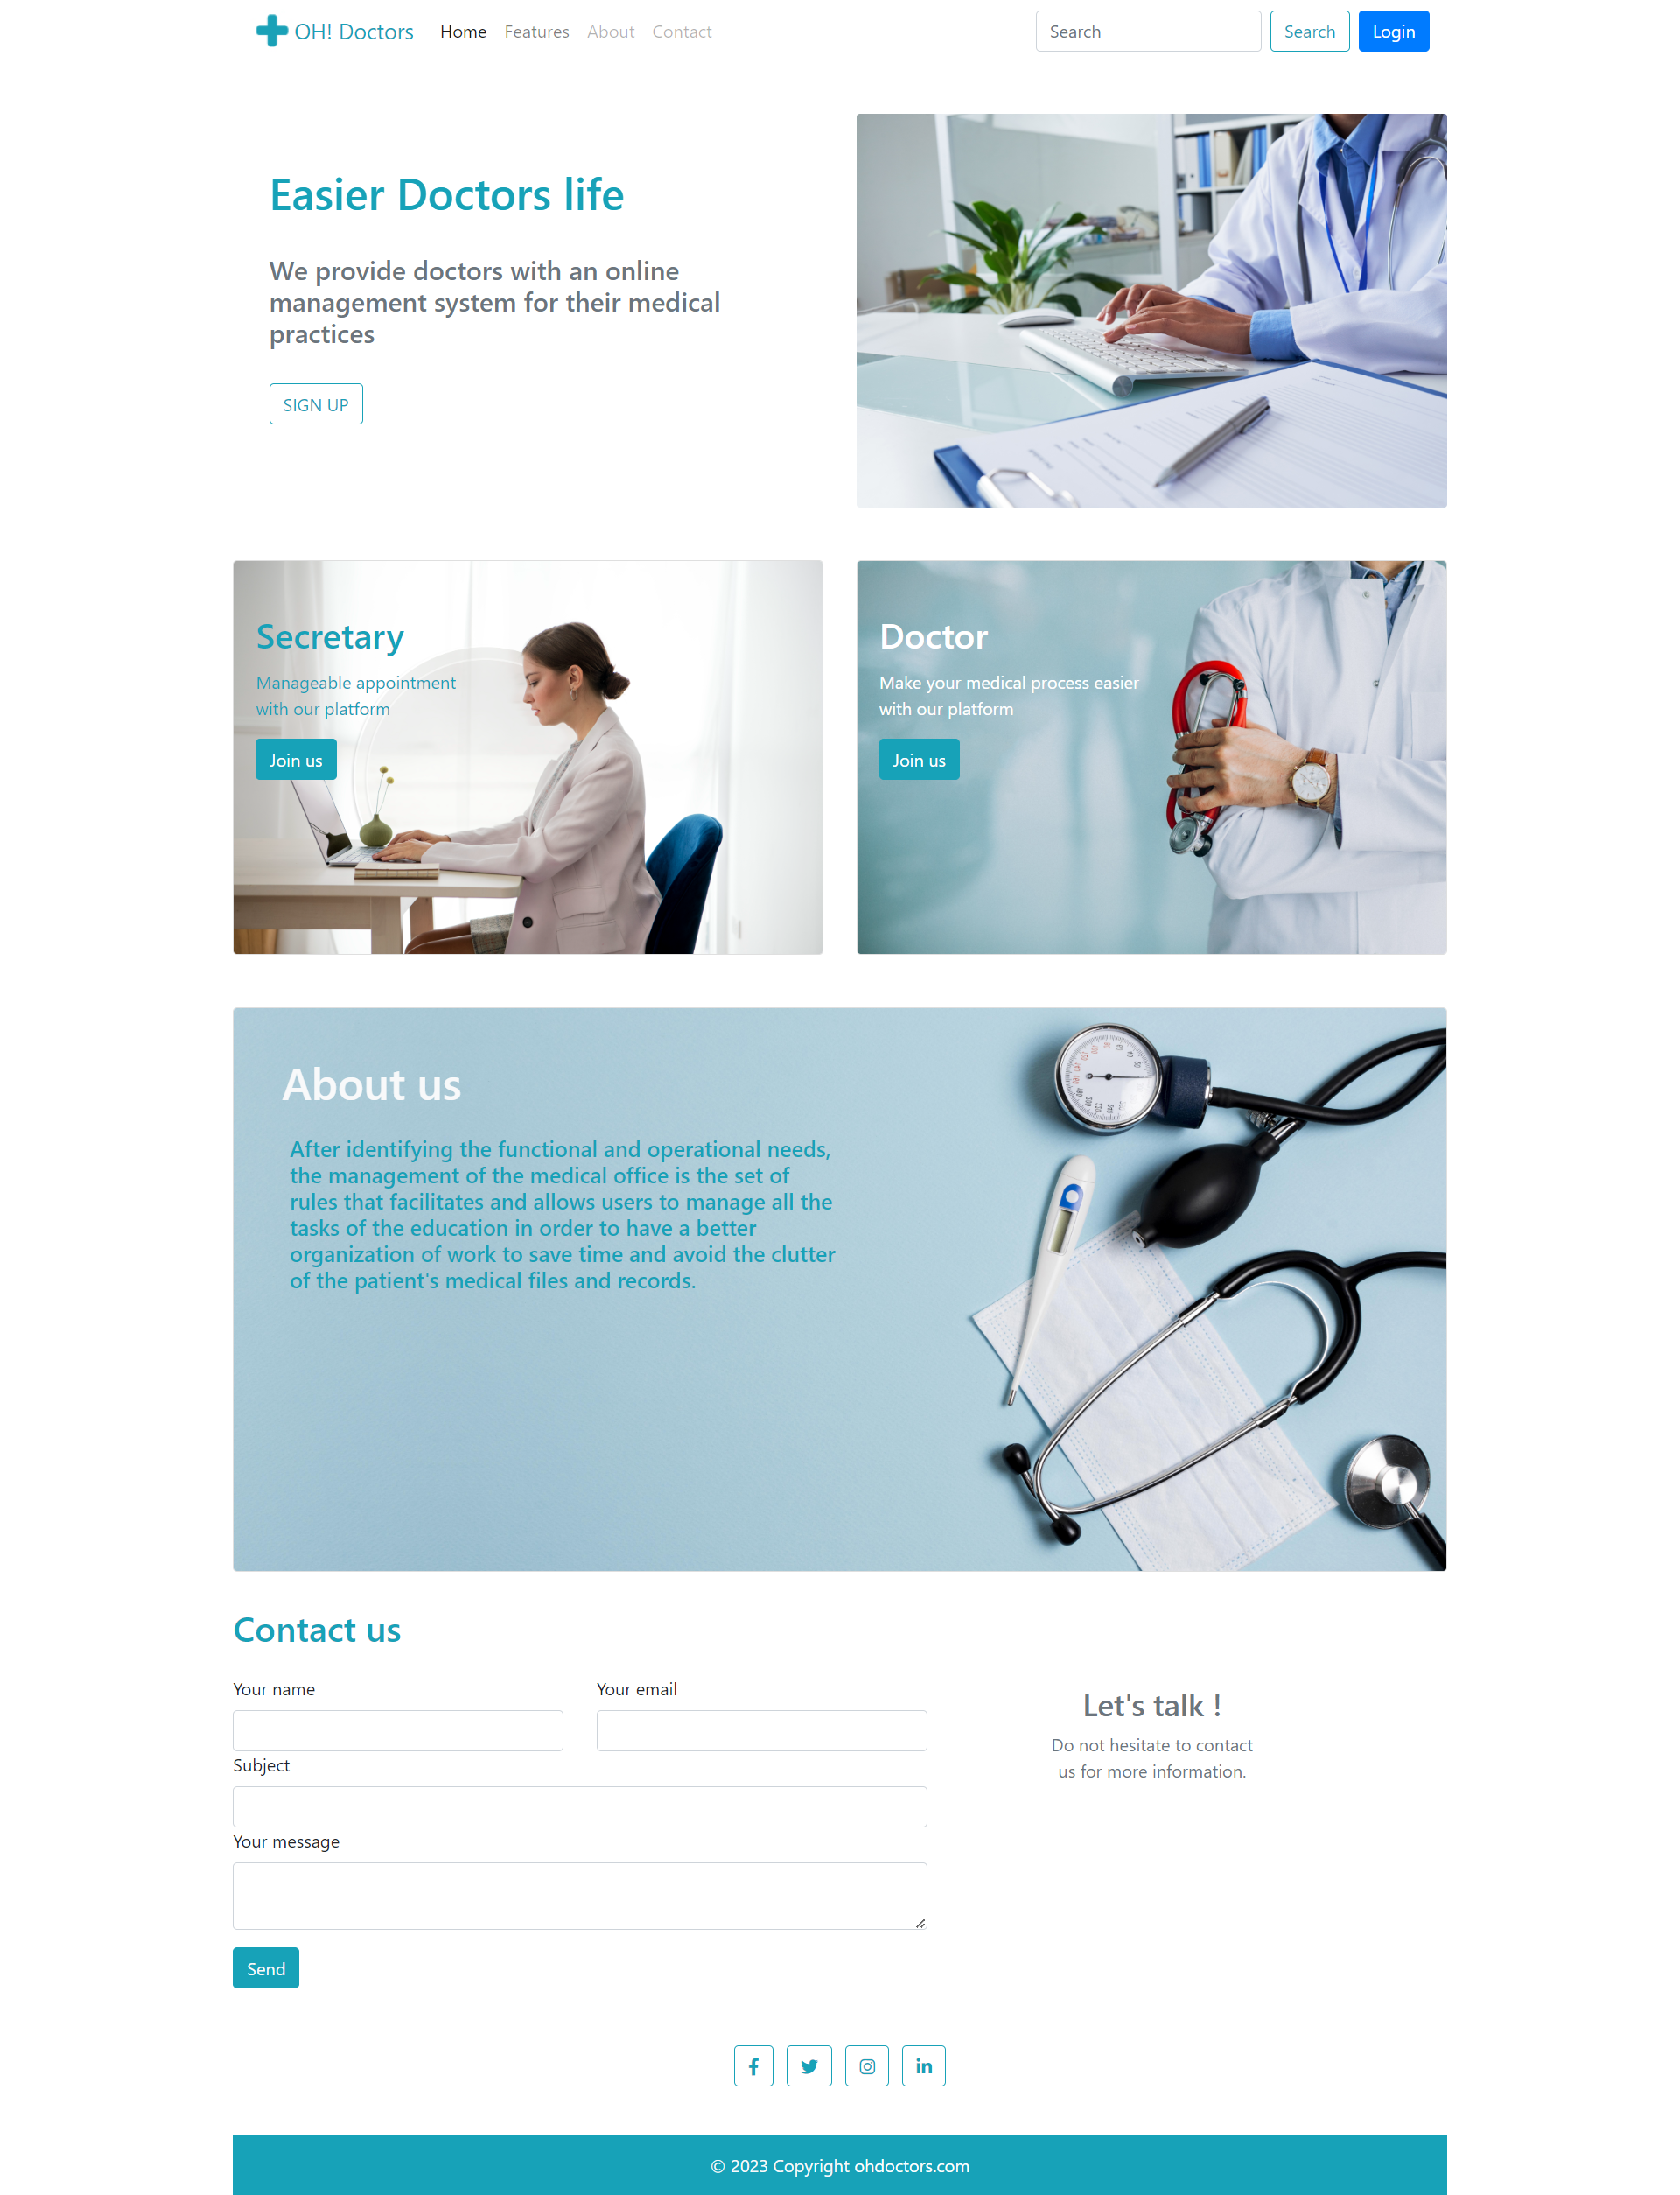 OH! Doctors
Home
Features
About
Contact
Search
Search
Login
Easier Doctors life
We provide doctors with an online
management system for their medical
practices
SIGN UP
Secretary
Manageable appointment
with our platform
Join us
Doctor
Make your medical process easier
with our platform
Join us
About us
After identifying the functional and operational needs,
the management of the medical office is the set of
rules that facilitates and allows users to manage all the
tasks of the education in order to have a better
organization of work to save time and avoid the clutter
of the patient's medical files and records.
Contact us
Your name
Your email
Subject
Your message
Send
Let's talk !
Do not hesitate to contact
us for more information.
© 2023 Copyright ohdoctors.com